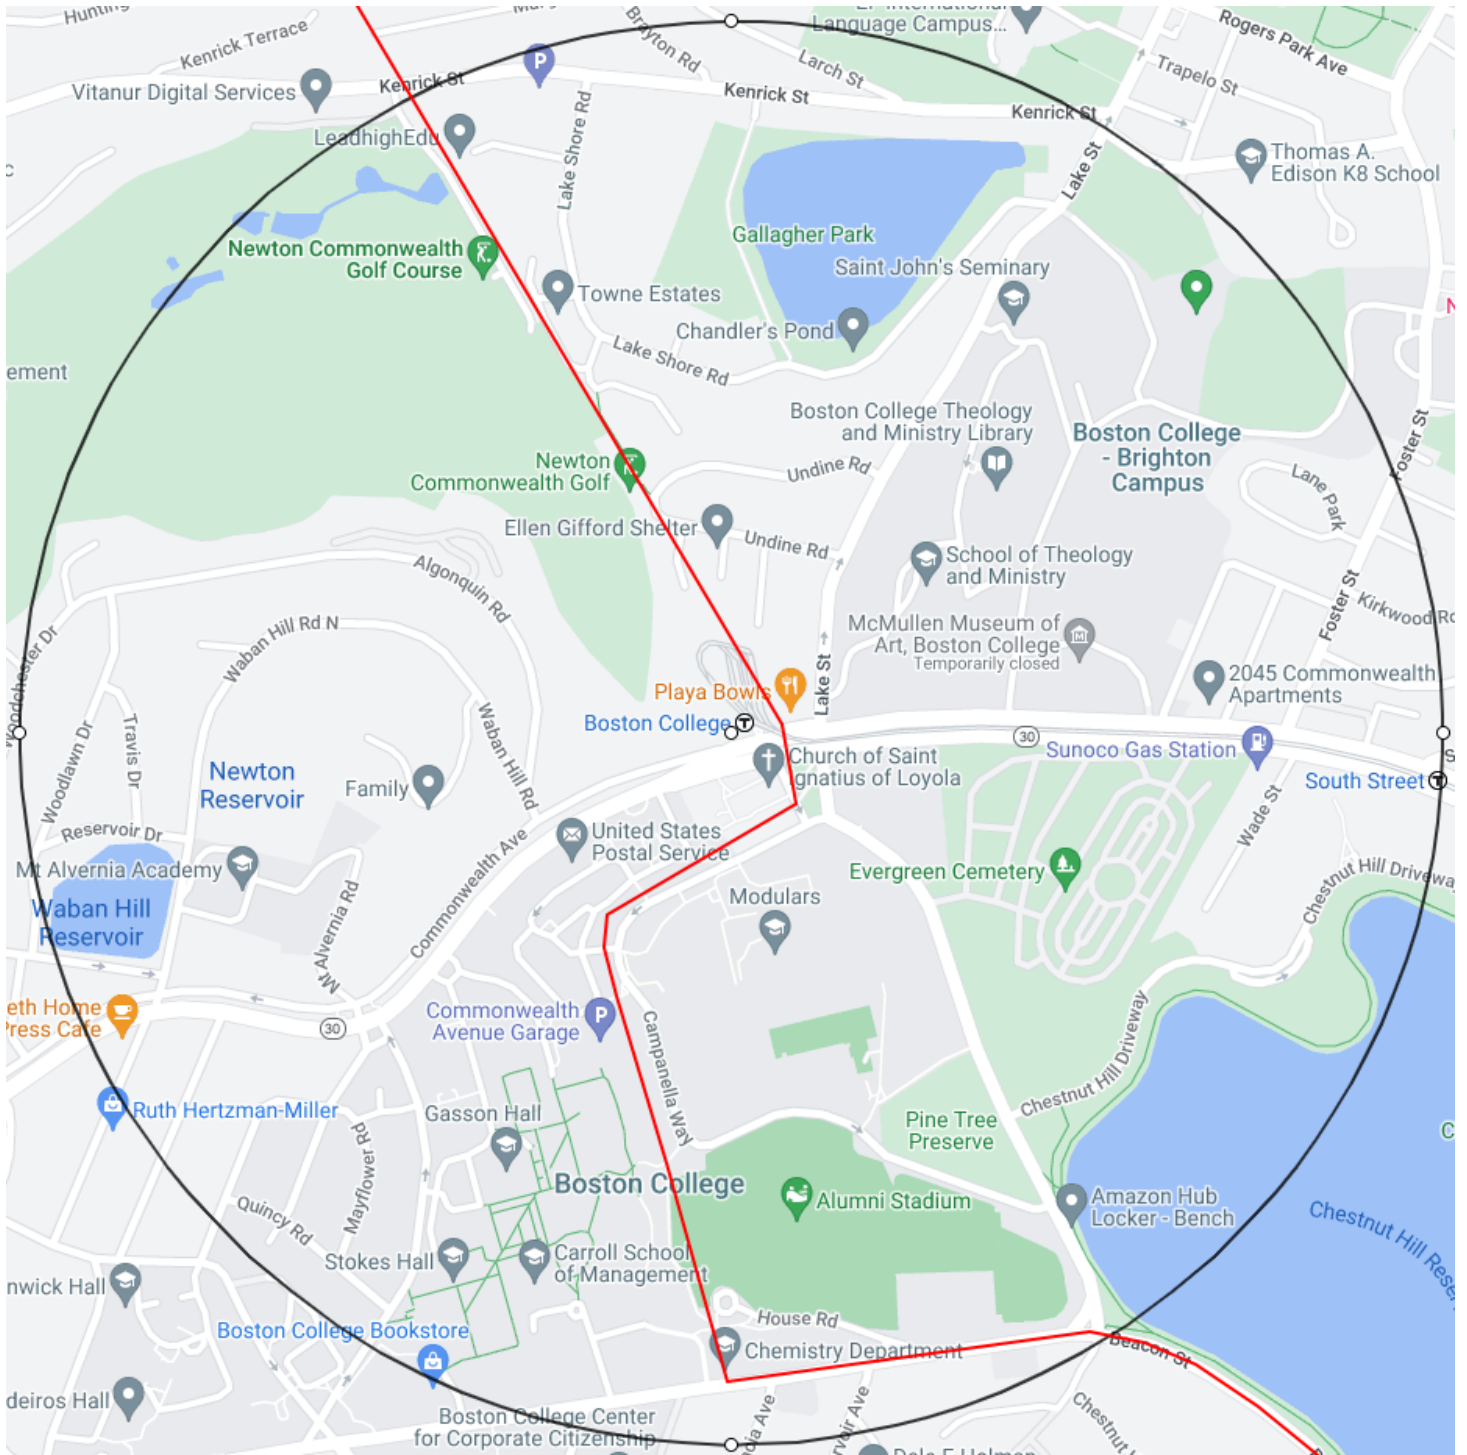 Hunting
Kenrick Terrace
Brayton Rd
Language Campus...
Rogers Park Ave
Larch St
Trapelo St
Vitanur Digital Services
Kenrick St
P
Kenrick St
Kenrick St
LeadhighEdu
Lake Shore Rd
Lake St
Thomas A.
Edison K8 School
Newton Commonwealth
Golf Course
Gallagher Park
Saint John's Seminary
Towne Estates
Chandler's Pond
Lake Shore Rd
N
ement
Boston College Theology
and Ministry Library
Boston College
- Brighton
Campus
Foster St
Newton
Commonwealth Golf
Undine Rd
Lane Park
Ellen Gifford Shelter
Undine Rd
School of Theology
and Ministry
Algonquin Rd
Foster St
Kirkwood Rd
Waban Hill Rd N
McMullen Museum of
Art, Boston College
Temporarily closed
Woodchester Dr
Lake St
2045 Commonwealth
Apartments
Playa Bowls
Boston College
T
30
Travis Dr
Woodlawn Dr
Waban Hill Rd
Newton
Reservoir
Family
Church of Saint
Ignatius of Loyola
Sunoco Gas Station
South Street
T
Wade St
Reservoir Dr
United States
Postal Service
Mt Alvernia Academy
Commonwealth Ave
Evergreen Cemetery
Chestnut Hill Driveway
Modulars
Waban Hill
Reservoir
Mt Alvernia Rd
eth Home
Press Cafe
30
Commonwealth
Avenue Garage
P
Campanella Way
Chestnut Hill Driveway
Ruth Hertzman-Miller
Gasson Hall
Pine Tree
Preserve
C
Mayflower Rd
Boston College
Alumni Stadium
Amazon Hub
Locker - Bench
Quincy Rd
Chestnut Hill Rese
Stokes Hall
Carroll School
of Management
nwick Hall
House Rd
Boston College Bookstore
Chemistry Department
Beacon St
deiros Hall
Boston College Center
for Corporate Citizenship
Chestnut